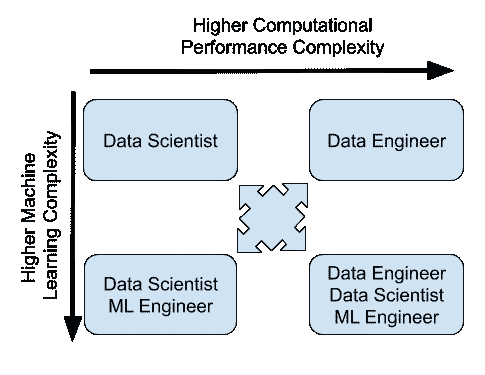 Higher Computational
Performance Complexity
Higher Machine
Learning Complexity
Data Scientist
Data Engineer
Data Scientist
ML Engineer
Data Engineer
Data Scientist
ML Engineer